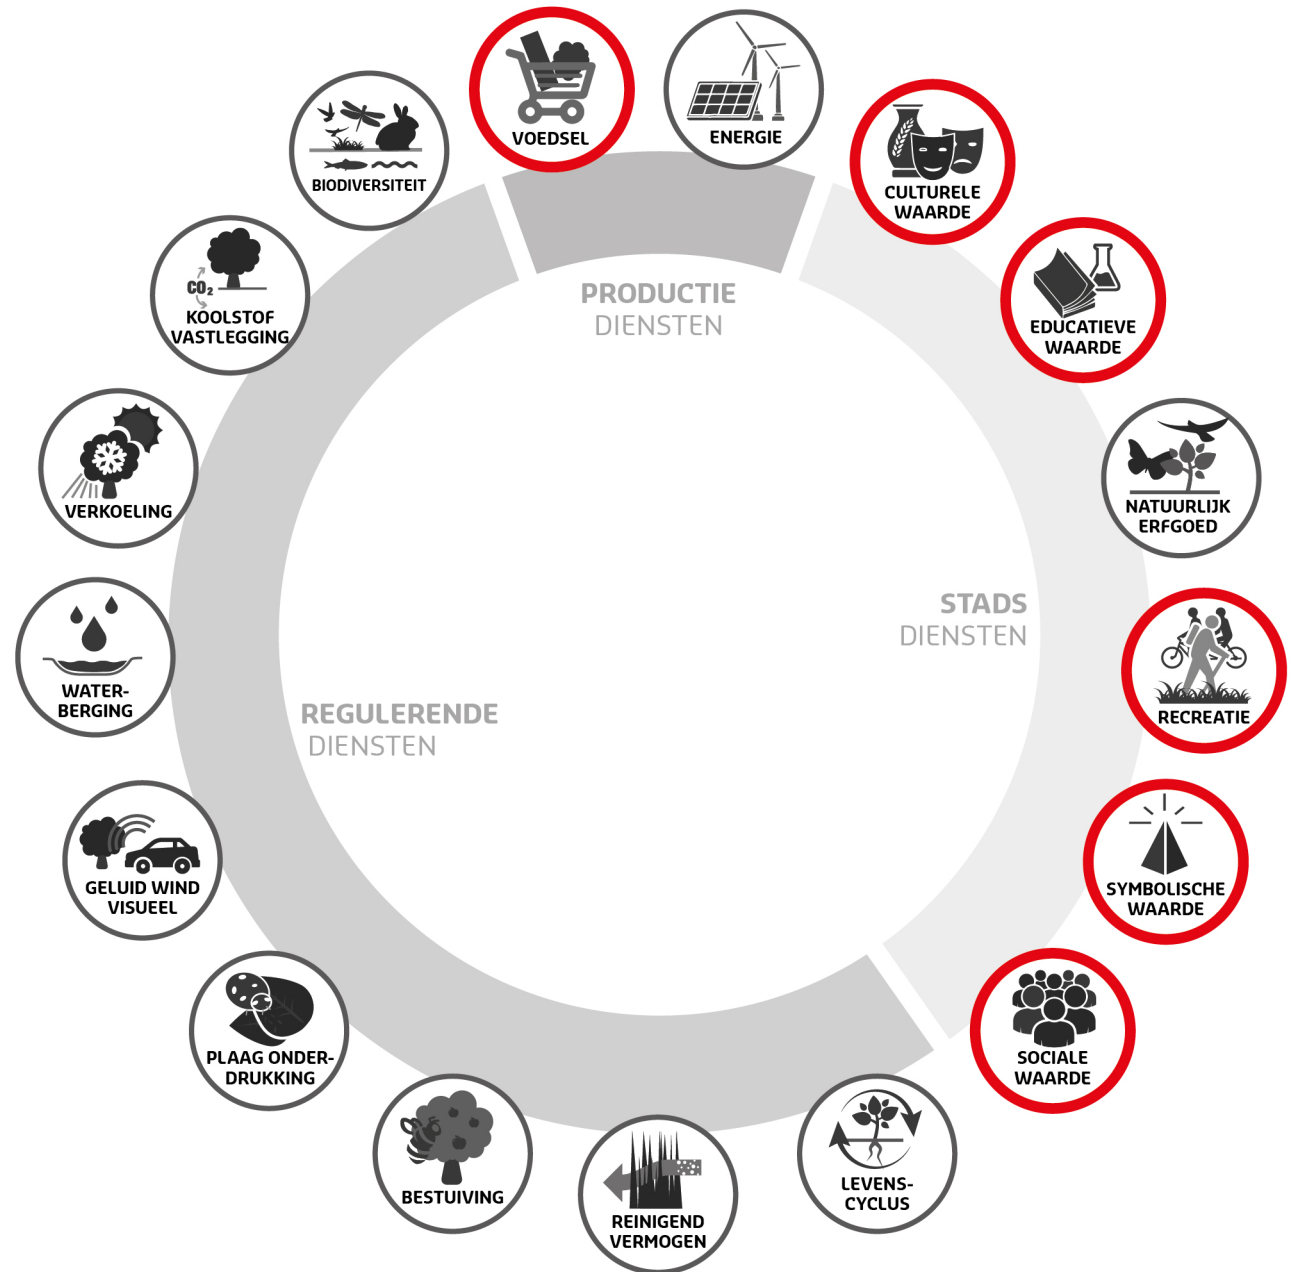 VOEDSEL
ENERGIE
CULTURELE
WAARDE
EDUCATIEVE
WAARDE
NATUURLIJK
ERFGOED
RECREATIE
SYMBOLISCHE
WAARDE
SOCIALE
WAARDE
LEVENS-
CYCLUS
REINIGEND
VERMOGEN
BESTUIVING
PLAAG ONDER-
DRUKKING
GELUID WIND
VISUEEL
WATER-
BERGING
VERKOELING
CO₂
KOOLSTOF
VASTLEGGING
BIODIVERSITEIT
PRODUCTIE
DIENSTEN
STADS
DIENSTEN
REGULERENDE
DIENSTEN